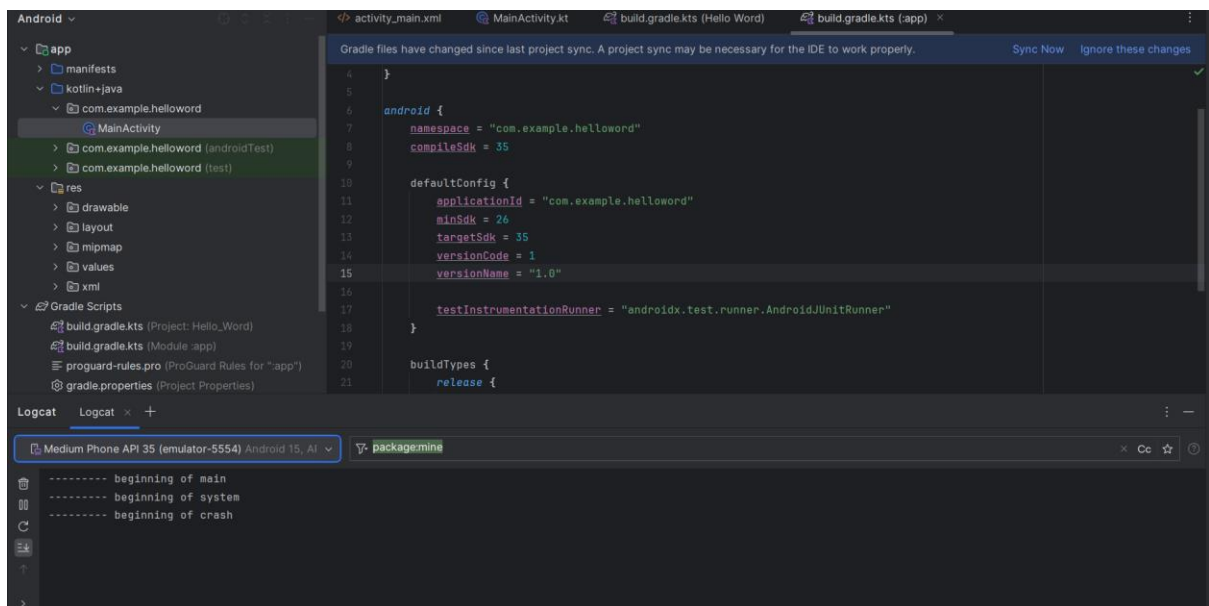 Android
activity_main.xml MainActivity.kt build.gradle.kts (Hello Word) build.gradle.kts (:app)
app
manifests
kotlin+java
com.example.helloword
MainActivity
com.example.helloword (androidTest)
com.example.helloword (test)
res
drawable
layout
mipmap
values
xml
Gradle Scripts
build.gradle.kts (Project: Hello_Word)
build.gradle.kts (Module :app)
proguard-rules.pro (ProGuard Rules for ":app")
gradle.properties (Project Properties)
Gradle files have changed since last project sync. A project sync may be necessary for the IDE to work properly. Sync Now Ignore these changes
4 }
5
6 android {
7 namespace = "com.example.helloword"
8 compileSdk = 35
9
10 defaultConfig {
11 applicationId = "com.example.helloword"
12 minSdk = 26
13 targetSdk = 35
14 versionCode = 1
15 versionName = "1.0"
16
17 testInstrumentationRunner = "androidx.test.runner.AndroidJUnitRunner"
18 }
19
20 buildTypes {
21 release {
Logcat Logcat
Medium Phone API 35 (emulator-5554) Android 15, AI package:mine Cc
--------- beginning of main
--------- beginning of system
--------- beginning of crash